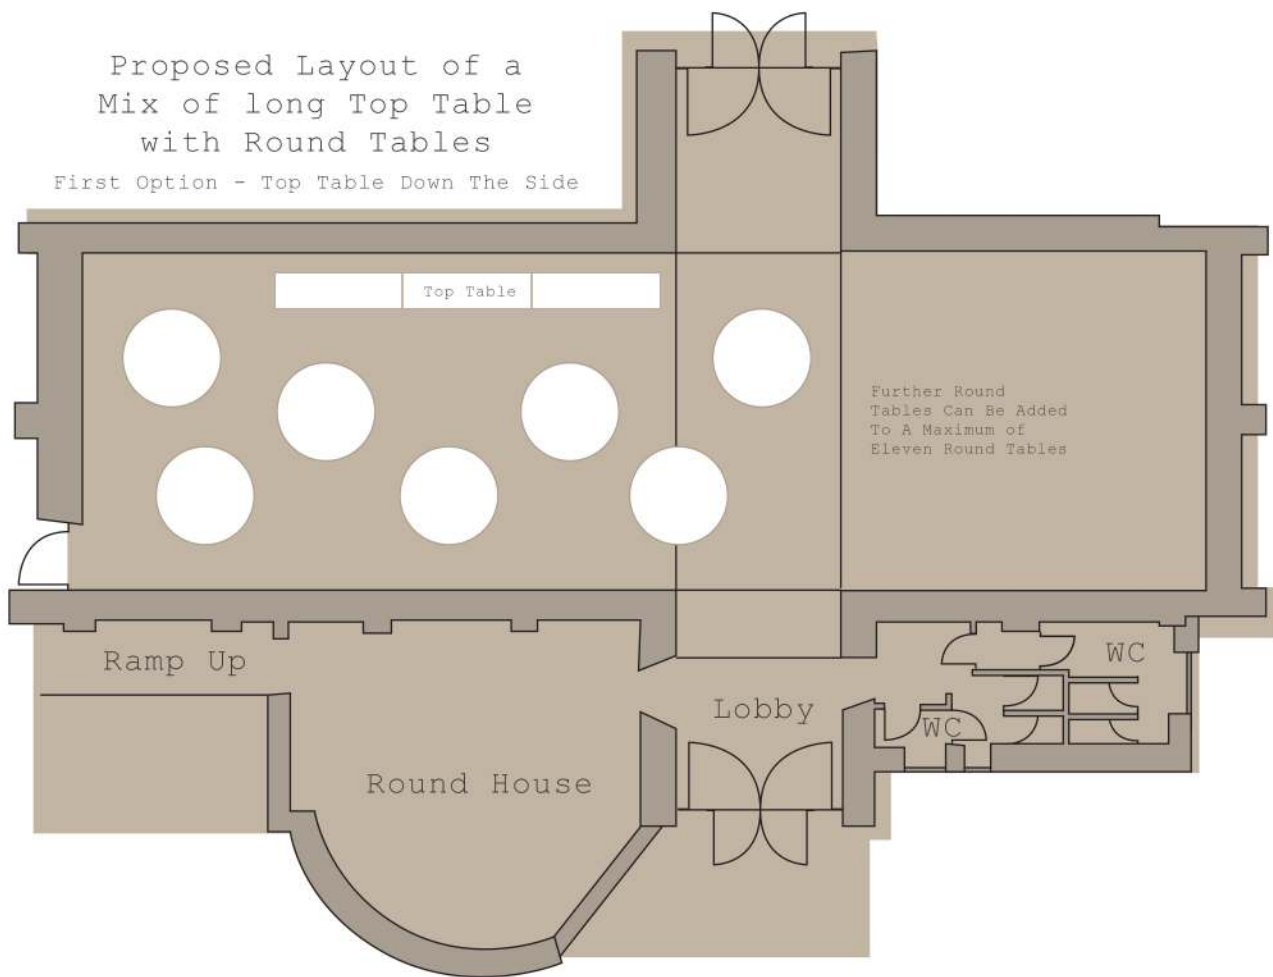 Proposed Layout of a
Mix of long Top Table
with Round Tables
First Option - Top Table Down The Side
Top Table
Further Round
Tables Can Be Added
To A Maximum of
Eleven Round Tables
Ramp Up
WC
Lobby
WC
Round House